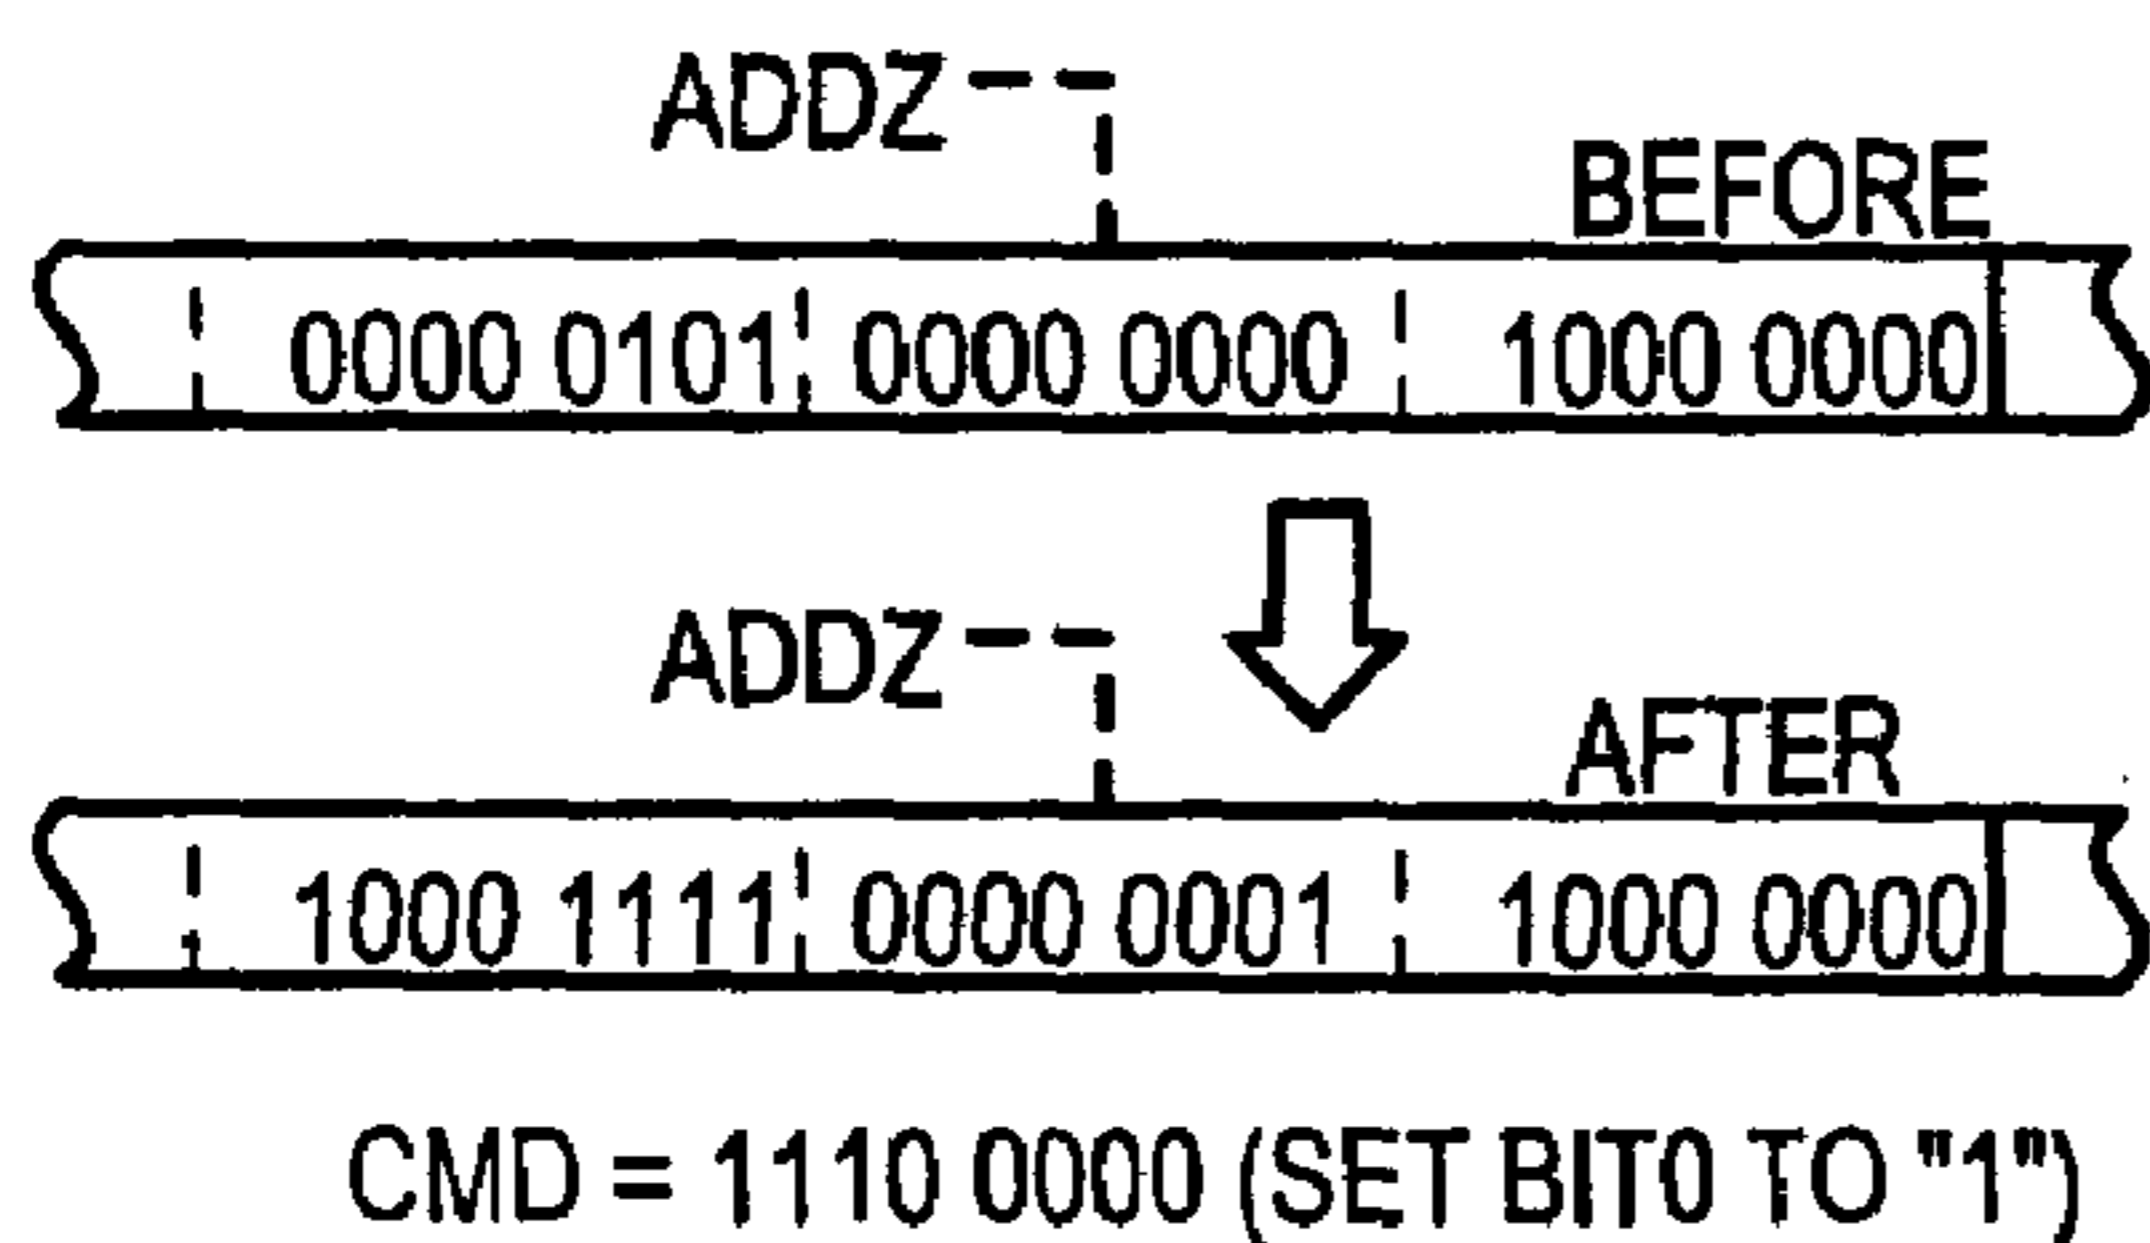 ADDZ
BEFORE
0000 0101 0000 0000 1000 0000
ADDZ
AFTER
1000 1111 0000 0001 1000 0000
CMD = 1110 0000 (SET BIT0 TO "1")